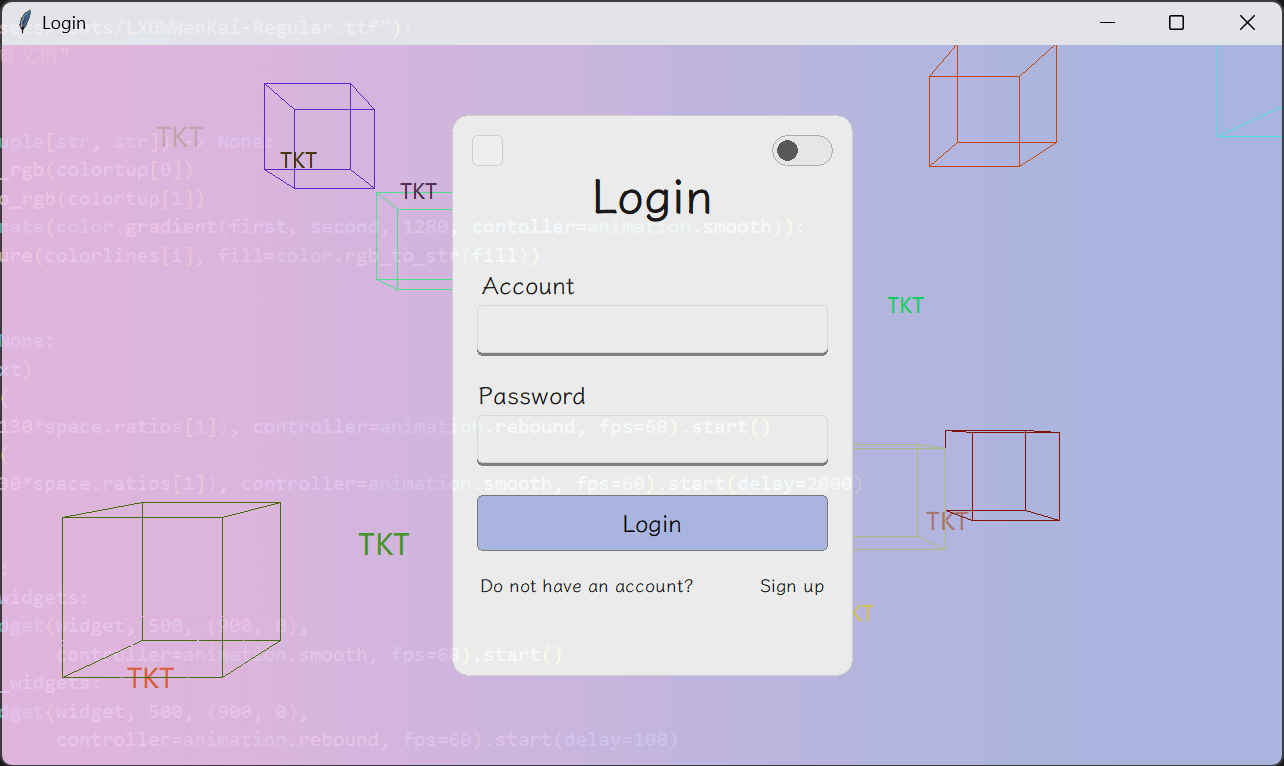 Login
sets/fonts/LXGWWenKai-Regular.ttf"):
文楷"
TKT
uple[str, str]) -> None:
TKT
_rgb(colortup[0])
TKT
o_rgb(colortup[1])
Login
rate(color.gradient(first, second, 1280, contoller=animation.smooth)):
ure(colorlines[i], fill=color.rgb_to_str(fill))
Account
TKT
None:
xt)
(
Password
130*space.ratios[1]), controller=animation.rebound, fps=60).start()
(
30*space.ratios[1]), controller=animation.smooth, fps=60).start(delay=2000)
TKT
Login
TKT
:
Do not have an account? Sign up
widgets:
KT
dget(widget, 500, (900, 0),
controller=animation.smooth, fps=60).start()
TKT
_widgets:
dget(widget, 500, (900, 0),
controller=animation.rebound, fps=60).start(delay=100)